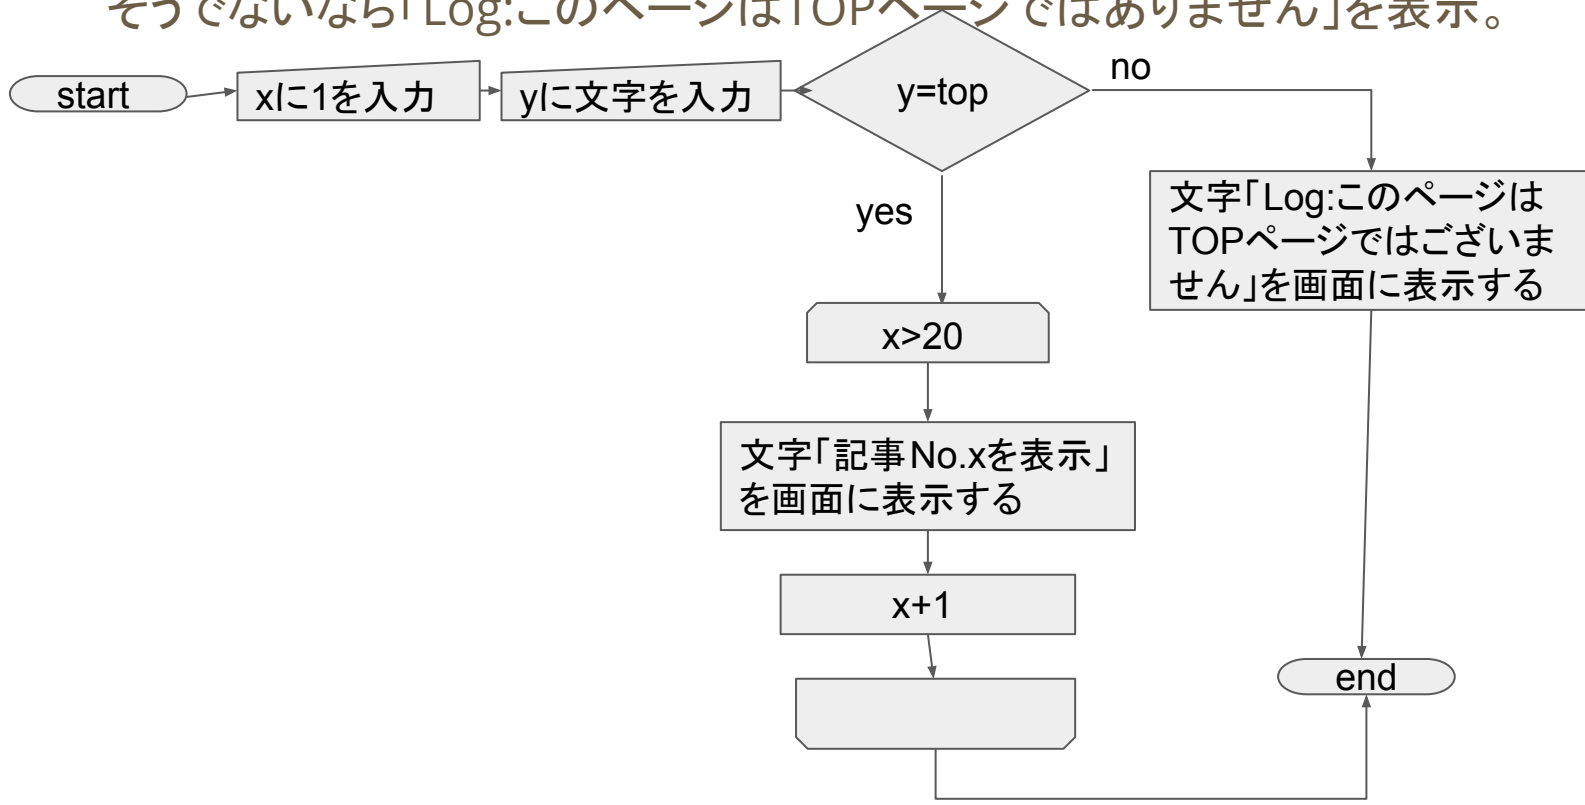 そうでないなら「Log:このページはTOPページではありません」を表示。
start
xに1を入力
yに文字を入力
y=top
no
yes
文字「Log:このページは
TOPページではございま
せん」を画面に表示する
x>20
文字「記事No.xを表示」
を画面に表示する
x+1
end